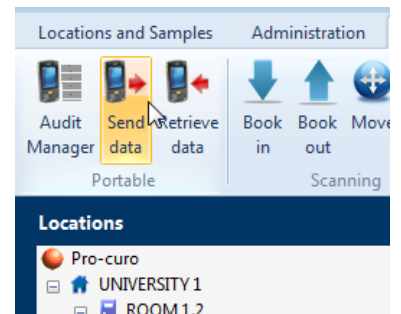 Locations and Samples Administration
Audit Manager Send data Retrieve data Book in Book out Move
Portable Scanning
Locations
Pro-curo
UNIVERSITY 1
ROOM 1.2